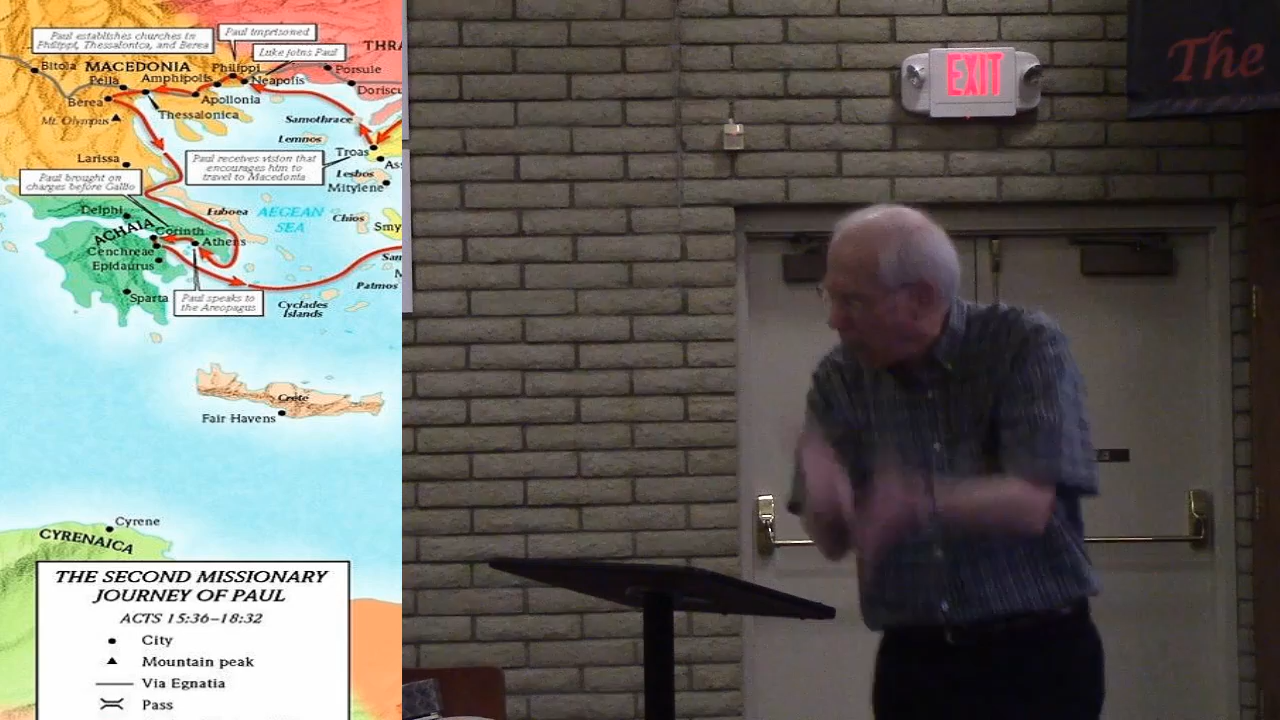 Paul establishes churches in
Philippi, Thessalonica, and Berea
Paul imprisoned
Luke joins Paul
THRA
Bitola
MACEDONIA
Philippi
Porsule
Pella
Amphipolis
Neapolis
Doriscu
Berea
Apollonia
Mt. Olympus
Thessalonica
Samothrace
Lemnos
Troas
Larissa
Paul receives vision that
encourages him to
travel to Macedonia
As
Lesbos
Mitylene
Paul brought on
charges before Gallio
Delphi
Euboea
AEGEAN
SEA
Chios
Smy
ACHAIA
Corinth
Athens
Cenchreae
Epidaurus
Sam
M
Patmos
Sparta
Paul speaks to
the Areopagus
Cyclades
Islands
Crete
Fair Havens
Cyrene
CYRENAICA
THE SECOND MISSIONARY
JOURNEY OF PAUL
ACTS 15:36–18:32
City
Mountain peak
Via Egnatia
Pass
EXIT
The